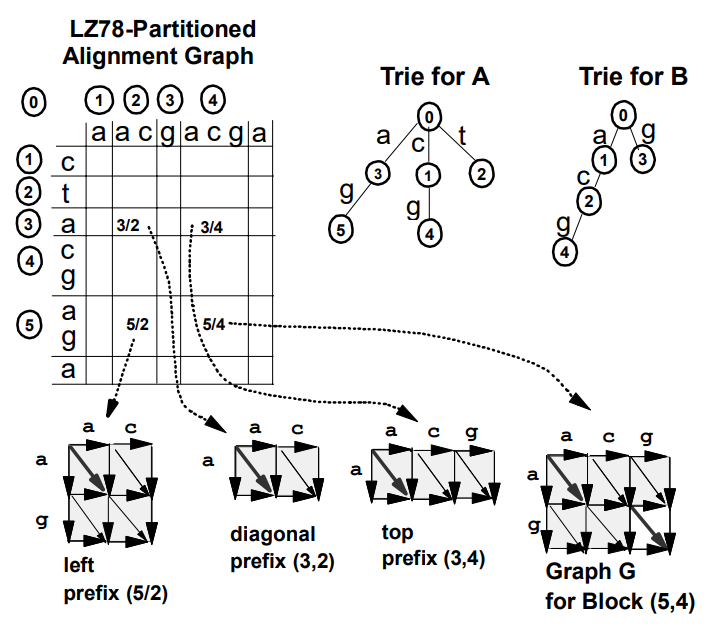 LZ78-Partitioned
Alignment Graph
0 1 2 3 4
a a c g a c g a
1 c
2 t
3 a 3/2 3/4
4 c
g
5 a
g 5/2 5/4
a
Trie for A
0
a c t
3 1 2
g g
5 4
Trie for B
0
a g
1 3
c
2
g
4
a c
a
g
left
prefix (5/2)
a c
a
diagonal
prefix (3,2)
a c g
a
top
prefix (3,4)
a c g
a
g
Graph G
for Block (5,4)